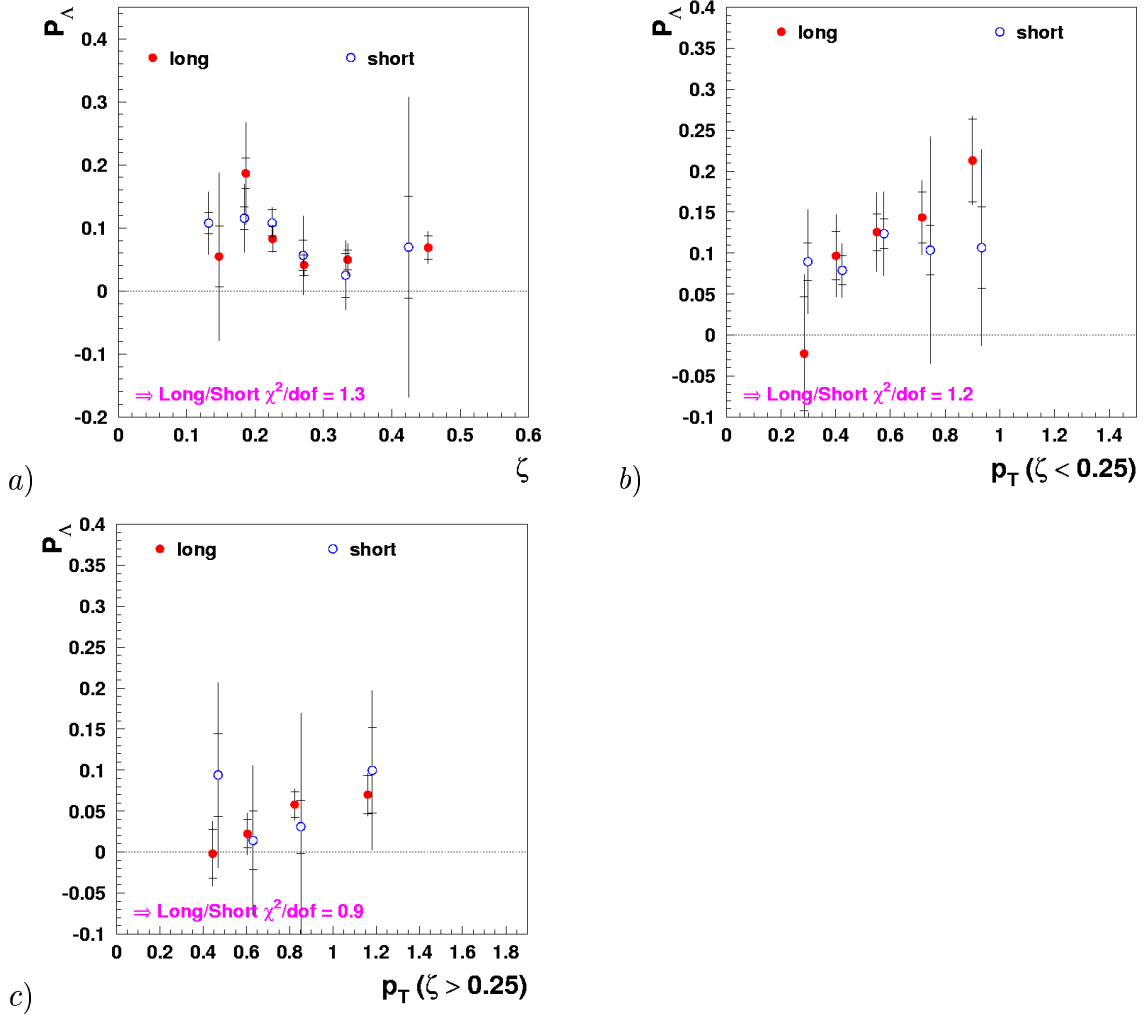 P_Λ
0.4
0.3
0.2
0.1
0
-0.1
-0.2
long
short
⇒ Long/Short χ²/dof = 1.3
0 0.1 0.2 0.3 0.4 0.5 0.6
ζ
a)
P_Λ
0.4
0.35
0.3
0.25
0.2
0.15
0.1
0.05
0
-0.05
-0.1
long
short
⇒ Long/Short χ²/dof = 1.2
0 0.2 0.4 0.6 0.8 1 1.2 1.4
p_T (ζ < 0.25)
b)
P_Λ
0.4
0.35
0.3
0.25
0.2
0.15
0.1
0.05
0
-0.05
-0.1
long
short
⇒ Long/Short χ²/dof = 0.9
0 0.2 0.4 0.6 0.8 1 1.2 1.4 1.6 1.8
p_T (ζ > 0.25)
c)